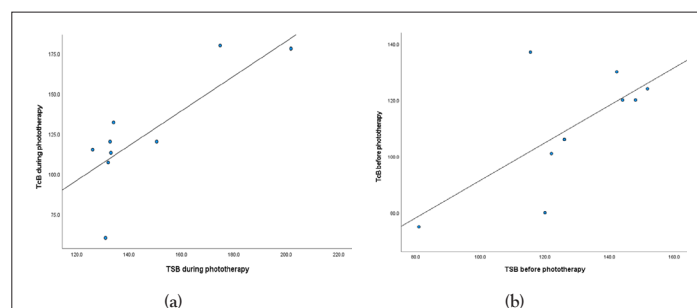 175.0
150.0
125.0
100.0
75.0
TcB during phototherapy
120.0 140.0 160.0 180.0 200.0 220.0
TSB during phototherapy
(a)
140.0
120.0
100.0
80.0
TcB before phototherapy
80.0 100.0 120.0 140.0 160.0
TSB before phototherapy
(b)